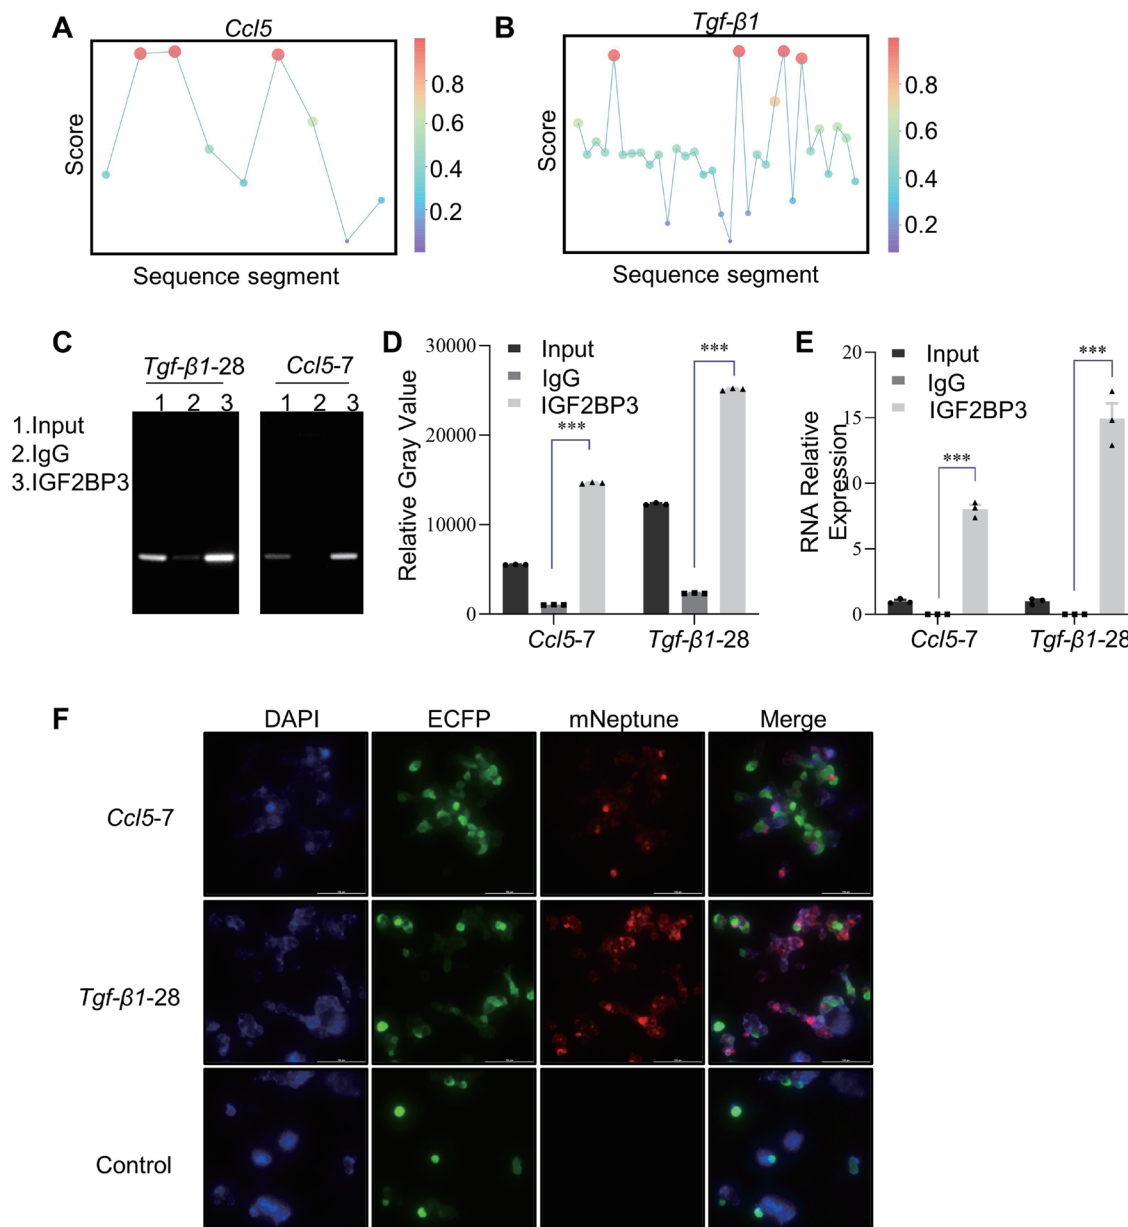 A
Ccl5
Score
0.8
0.6
0.4
0.2
Sequence segment
B
Tgf-β1
Score
0.8
0.6
0.4
0.2
Sequence segment
C
Tgf-β1-28
Ccl5-7
1 2 3
1 2 3
1.Input
2.IgG
3.IGF2BP3
D
Input
IgG
IGF2BP3
Relative Gray Value
30000
20000
10000
0
***
***
Ccl5-7
Tgf-β1-28
E
Input
IgG
IGF2BP3
RNA Relative
Expression
20
15
10
5
0
***
***
Ccl5-7
Tgf-β1-28
F
DAPI
ECFP
mNeptune
Merge
Ccl5-7
Tgf-β1-28
Control